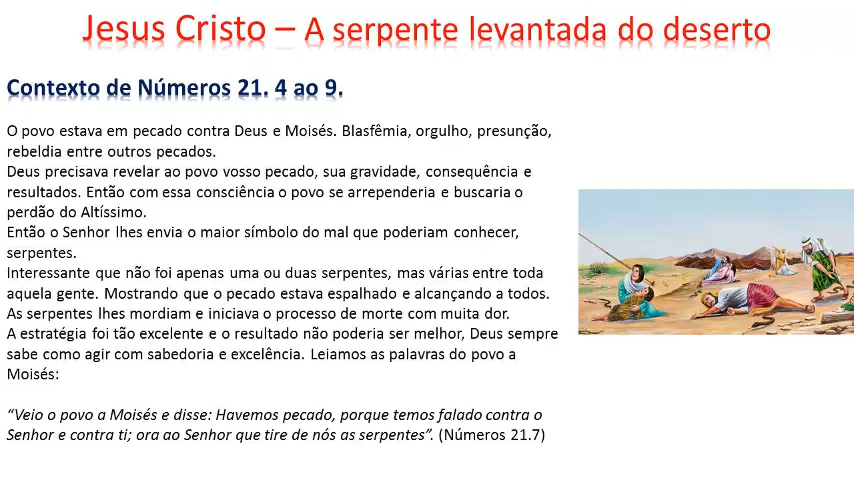 Jesus Cristo – A serpente levantada do deserto
Contexto de Números 21. 4 ao 9.
O povo estava em pecado contra Deus e Moisés. Blasfêmia, orgulho, presunção,
rebeldia entre outros pecados.
Deus precisava revelar ao povo vosso pecado, sua gravidade, consequência e
resultados. Então com essa consciência o povo se arrependeria e buscaria o
perdão do Altíssimo.
Então o Senhor lhes envia o maior símbolo do mal que poderiam conhecer,
serpentes.
Interessante que não foi apenas uma ou duas serpentes, mas várias entre toda
aquela gente. Mostrando que o pecado estava espalhado e alcançando a todos.
As serpentes lhes mordiam e iniciava o processo de morte com muita dor.
A estratégia foi tão excelente e o resultado não poderia ser melhor, Deus sempre
sabe como agir com sabedoria e excelência. Leiamos as palavras do povo a
Moisés:
“Veio o povo a Moisés e disse: Havemos pecado, porque temos falado contra o
Senhor e contra ti; ora ao Senhor que tire de nós as serpentes”. (Números 21.7)